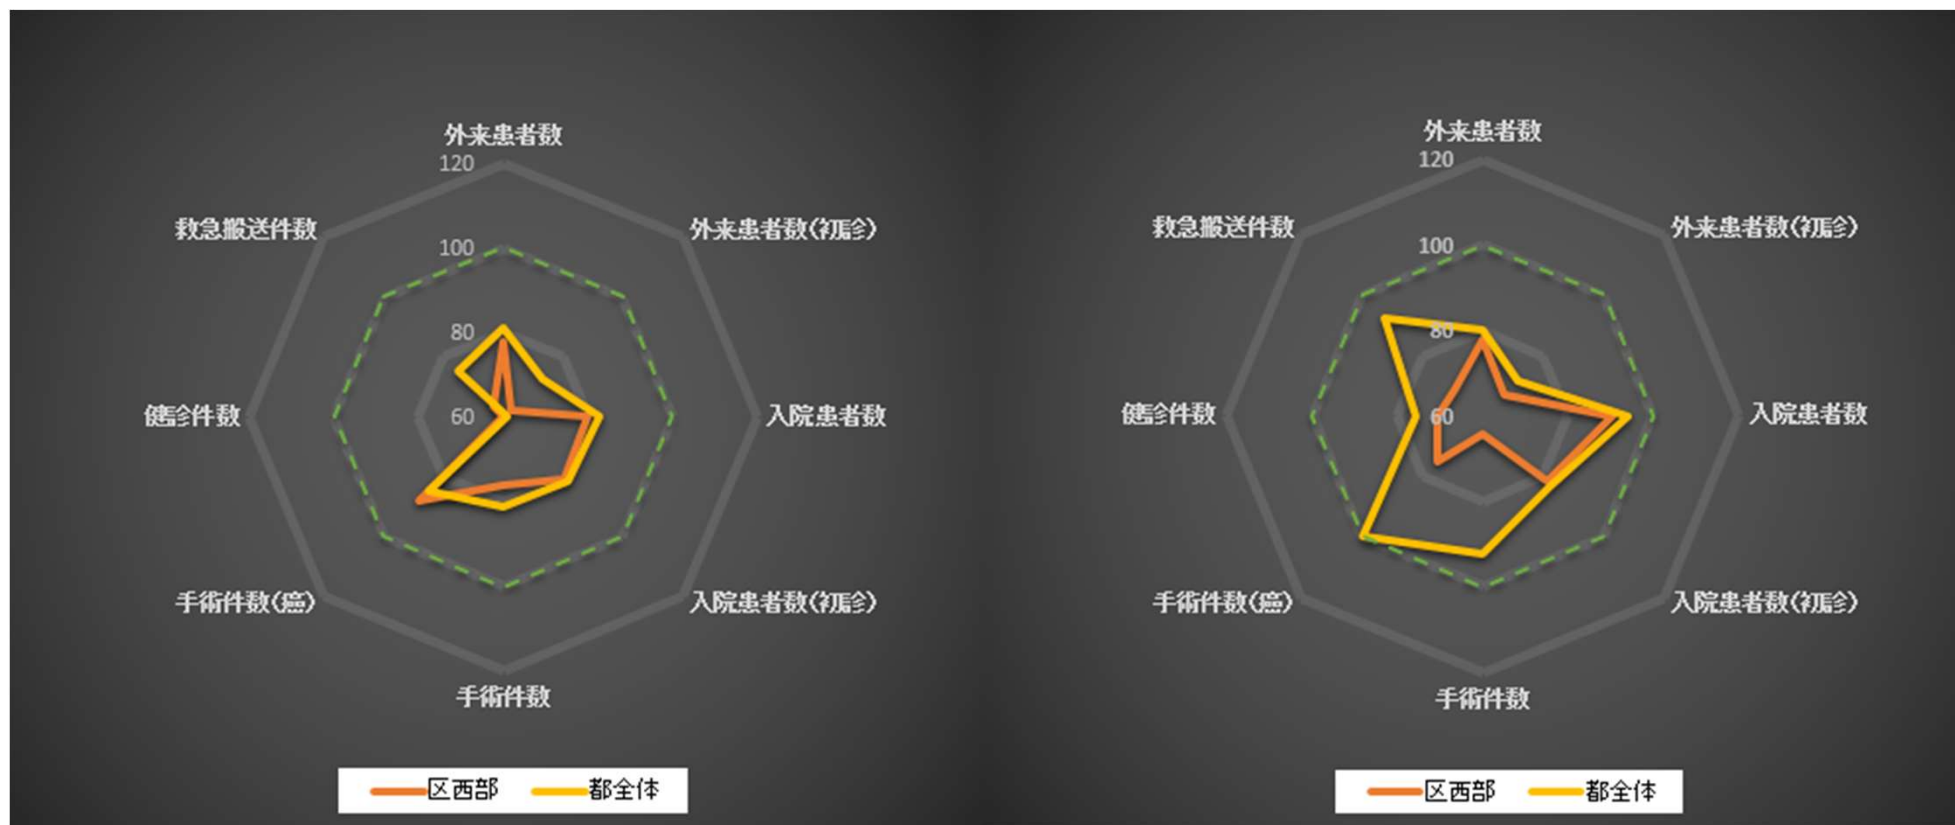 外来患者数
120
救急搬送件数
外来患者数(初診)
100
80
健診件数
60
入院患者数
手術件数(癌)
入院患者数(初診)
手術件数
区西部
都全体
外来患者数
120
救急搬送件数
外来患者数(初診)
100
80
健診件数
60
入院患者数
手術件数(癌)
入院患者数(初診)
手術件数
区西部
都全体